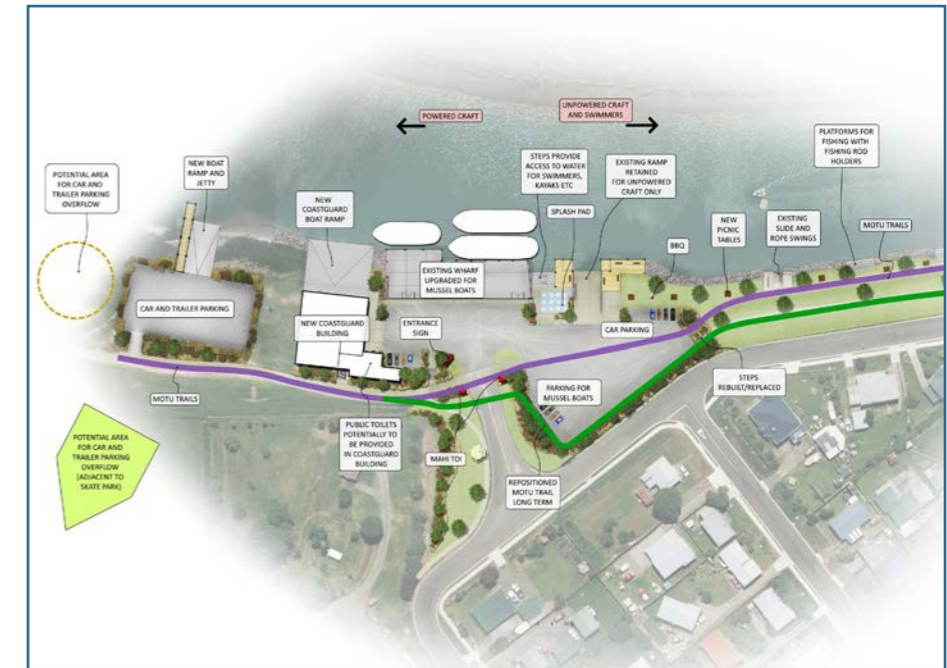 POWERED CRAFT
UNPOWERED CRAFT
AND SWIMMERS
PLATFORMS FOR
FISHING WITH
FISHING ROD
HOLDERS
POTENTIAL AREA
FOR CAR AND
TRAILER PARKING
OVERFLOW
NEW BOAT
RAMP AND
JETTY
NEW
COASTGUARD
BOAT RAMP
STEPS PROVIDE
ACCESS TO WATER
FOR SWIMMERS,
KAYAKS ETC
EXISTING RAMP
RETAINED
FOR UNPOWERED
CRAFT ONLY
SPLASH PAD
BBQ
NEW
PICNIC
TABLES
EXISTING
SLIDE AND
ROPE SWINGS
MOTU TRAILS
EXISTING WHARF
UPGRADED FOR
MUSSEL BOATS
CAR AND TRAILER PARKING
NEW COASTGUARD
BUILDING
ENTRANCE
SIGN
CAR PARKING
MOTU TRAILS
PUBLIC TOILETS
POTENTIALLY TO
BE PROVIDED
IN COASTGUARD
BUILDING
PARKING FOR
MUSSEL BOATS
STEPS
REBUILT/REPLACED
MAHI TOI
REPOSITIONED
MOTU TRAIL
LONG TERM
POTENTIAL AREA
FOR CAR AND
TRAILER PARKING
OVERFLOW
(ADJACENT TO
SKATE PARK)